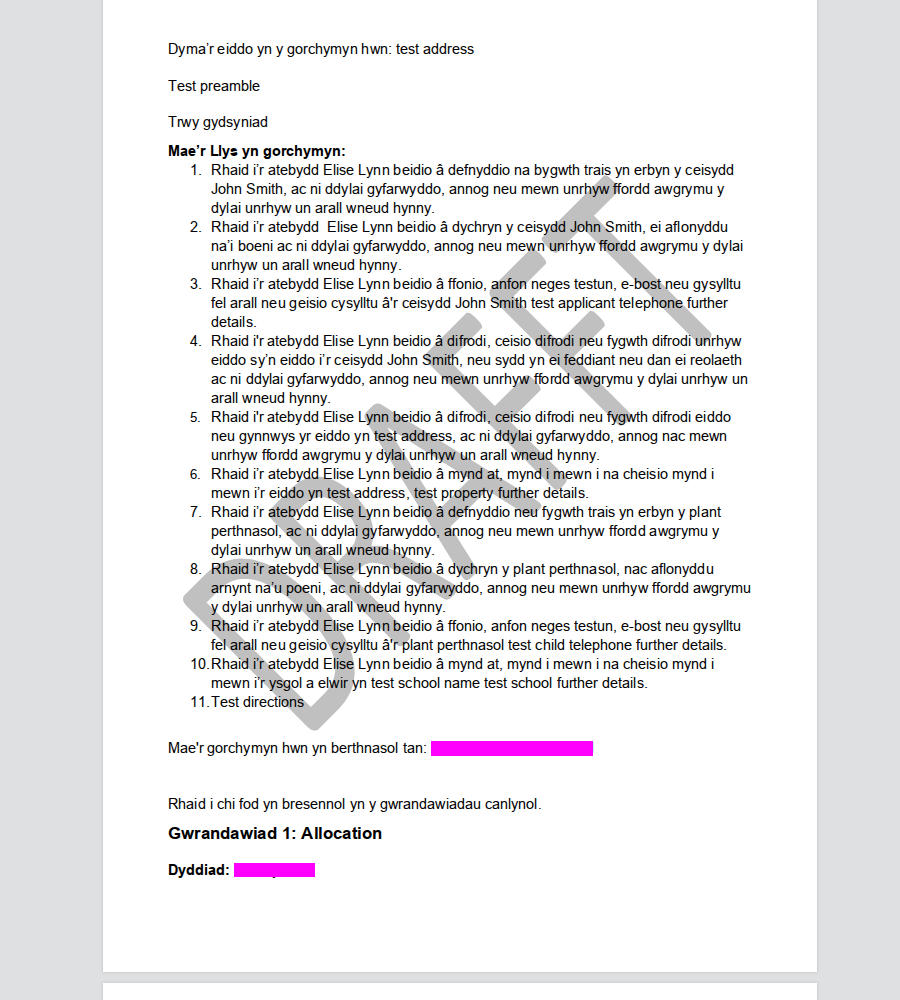 Dyma’r eiddo yn y gorchymyn hwn: test address
Test preamble
Trwy gydsyniad
Mae’r Llys yn gorchymyn:
1. Rhaid i’r atebydd Elise Lynn beidio â defnyddio na bygwth trais yn erbyn y ceisydd
John Smith, ac ni ddylai gyfarwyddo, annog neu mewn unrhyw ffordd awgrymu y
dylai unrhyw un arall wneud hynny.
2. Rhaid i’r atebydd  Elise Lynn beidio â dychryn y ceisydd John Smith, ei aflonyddu
na’i boeni ac ni ddylai gyfarwyddo, annog neu mewn unrhyw ffordd awgrymu y dylai
unrhyw un arall wneud hynny.
3. Rhaid i’r atebydd Elise Lynn beidio â ffonio, anfon neges testun, e-bost neu gysylltu
fel arall neu geisio cysylltu â'r ceisydd John Smith test applicant telephone further
details.
4. Rhaid i'r atebydd Elise Lynn beidio â difrodi, ceisio difrodi neu fygwth difrodi unrhyw
eiddo sy’n eiddo i’r ceisydd John Smith, neu sydd yn ei feddiant neu dan ei reolaeth
ac ni ddylai gyfarwyddo, annog neu mewn unrhyw ffordd awgrymu y dylai unrhyw un
arall wneud hynny.
5. Rhaid i'r atebydd Elise Lynn beidio â difrodi, ceisio difrodi neu fygwth difrodi eiddo
neu gynnwys yr eiddo yn test address, ac ni ddylai gyfarwyddo, annog nac mewn
unrhyw ffordd awgrymu y dylai unrhyw un arall wneud hynny.
6. Rhaid i’r atebydd Elise Lynn beidio â mynd at, mynd i mewn i na cheisio mynd i
mewn i’r eiddo yn test address, test property further details.
7. Rhaid i’r atebydd Elise Lynn beidio â defnyddio neu fygwth trais yn erbyn y plant
perthnasol, ac ni ddylai gyfarwyddo, annog neu mewn unrhyw ffordd awgrymu y
dylai unrhyw un arall wneud hynny.
8. Rhaid i’r atebydd Elise Lynn beidio â dychryn y plant perthnasol, nac aflonyddu
arnynt na’u poeni, ac ni ddylai gyfarwyddo, annog neu mewn unrhyw ffordd awgrymu
y dylai unrhyw un arall wneud hynny.
9. Rhaid i’r atebydd Elise Lynn beidio â ffonio, anfon neges testun, e-bost neu gysylltu
fel arall neu geisio cysylltu â'r plant perthnasol test child telephone further details.
10. Rhaid i’r atebydd Elise Lynn beidio â mynd at, mynd i mewn i na cheisio mynd i
mewn i’r ysgol a elwir yn test school name test school further details.
11. Test directions
DRAFFT
Mae'r gorchymyn hwn yn berthnasol tan:
Rhaid i chi fod yn bresennol yn y gwrandawiadau canlynol.
Gwrandawiad 1: Allocation
Dyddiad: